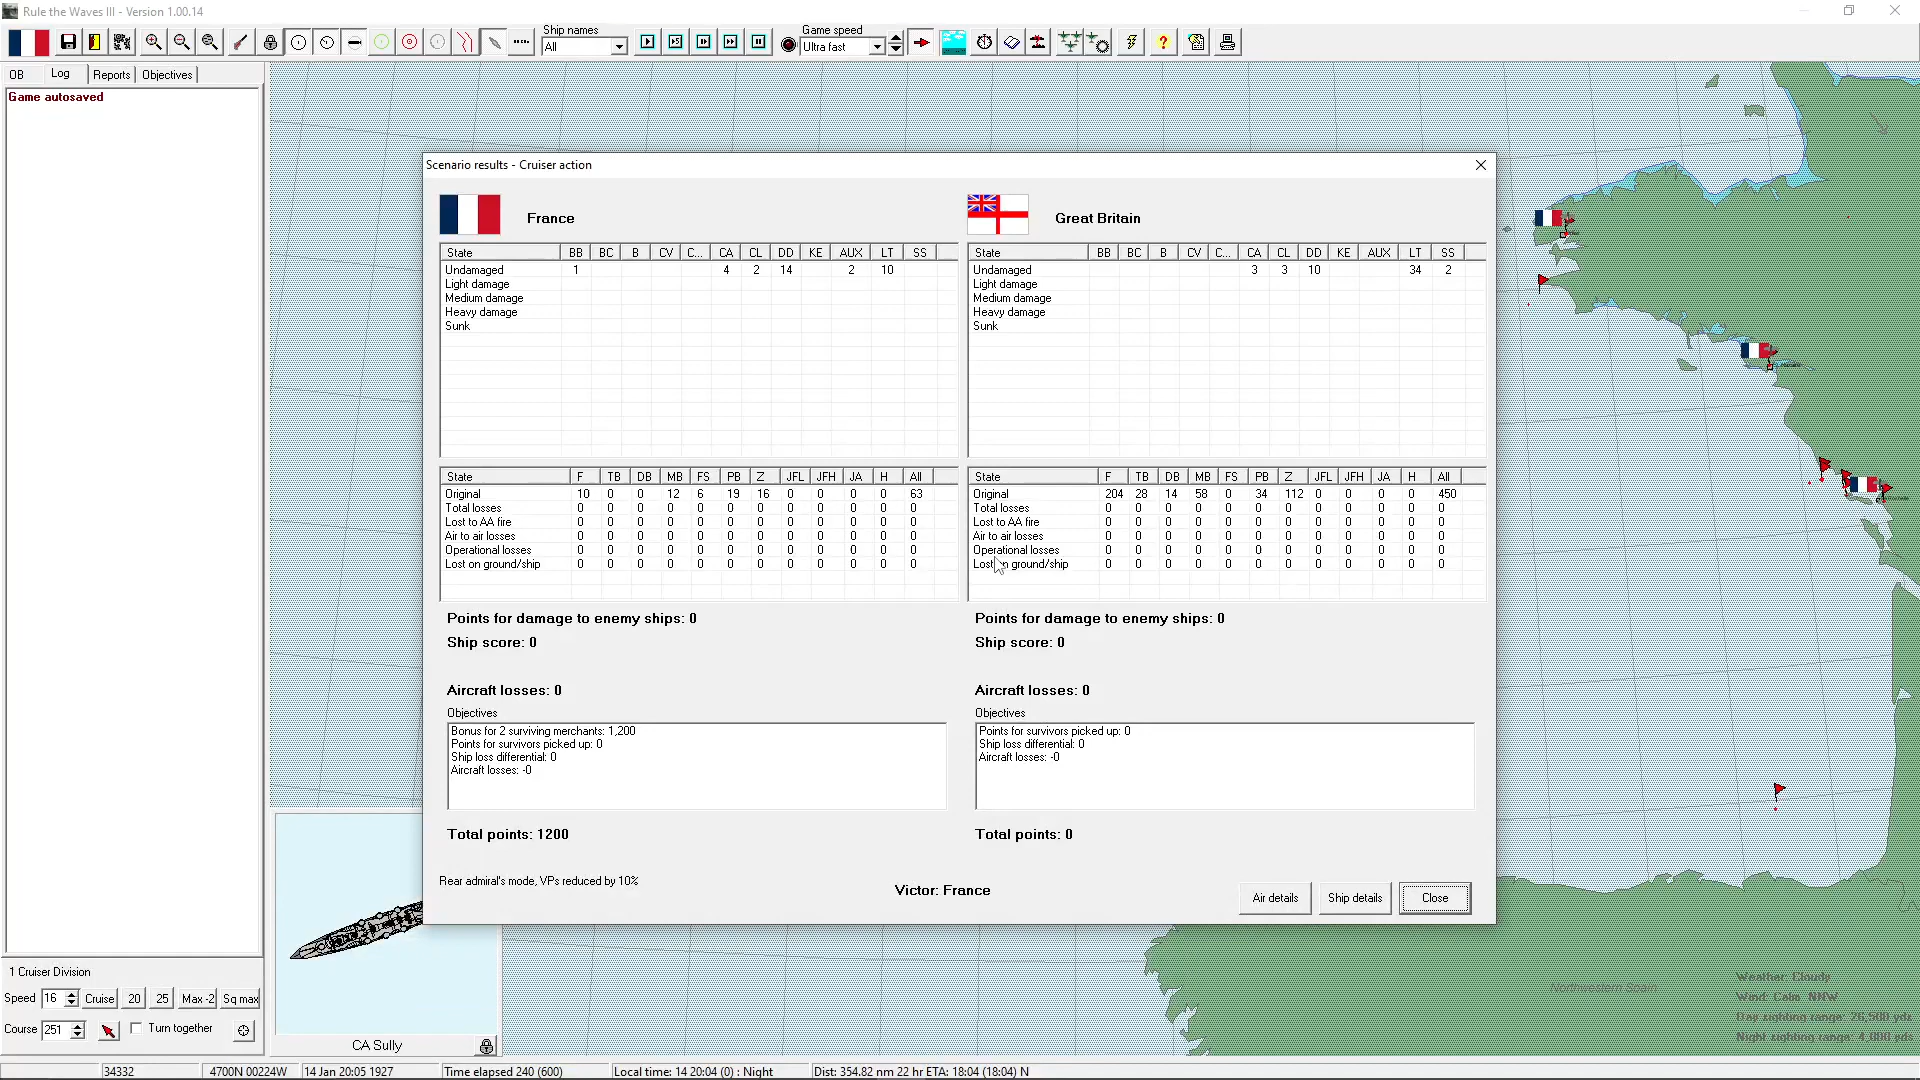 Rule the Waves III - Version 1.00.14
Ship names
All
Game speed
Ultra fast
OB Log Reports Objectives
Game autosaved
Scenario results - Cruiser action
France
State BB BC B CV C... CA CL DD KE AUX LT SS
Undamaged 1 4 2 14 2 10
Light damage
Medium damage
Heavy damage
Sunk
State F TB DB MB FS PB Z JFL JFH JA H All
Original 10 0 0 12 6 19 16 0 0 0 0 63
Total losses 0 0 0 0 0 0 0 0 0 0 0 0
Lost to AA fire 0 0 0 0 0 0 0 0 0 0 0 0
Air to air losses 0 0 0 0 0 0 0 0 0 0 0 0
Operational losses 0 0 0 0 0 0 0 0 0 0 0 0
Lost on ground/ship 0 0 0 0 0 0 0 0 0 0 0 0
Points for damage to enemy ships: 0
Ship score: 0
Aircraft losses: 0
Objectives
Bonus for 2 surviving merchants: 1,200
Points for survivors picked up: 0
Ship loss differential: 0
Aircraft losses: -0
Total points: 1200
Great Britain
State BB BC B CV C... CA CL DD KE AUX LT SS
Undamaged 3 3 10 34 2
Light damage
Medium damage
Heavy damage
Sunk
State F TB DB MB FS PB Z JFL JFH JA H All
Original 204 28 14 58 0 34 112 0 0 0 0 450
Total losses 0 0 0 0 0 0 0 0 0 0 0 0
Lost to AA fire 0 0 0 0 0 0 0 0 0 0 0 0
Air to air losses 0 0 0 0 0 0 0 0 0 0 0 0
Operational losses 0 0 0 0 0 0 0 0 0 0 0 0
Lost on ground/ship 0 0 0 0 0 0 0 0 0 0 0 0
Points for damage to enemy ships: 0
Ship score: 0
Aircraft losses: 0
Objectives
Points for survivors picked up: 0
Ship loss differential: 0
Aircraft losses: -0
Total points: 0
Rear admiral's mode, VPs reduced by 10%
Victor: France
Air details Ship details Close
1 Cruiser Division
Speed 16 Cruise 20 25 Max -2 Sq max
Course 251 Turn together
CA Sully
Northwestern Spain
Weather: Cloudy
Wind: Calm NNW
Day sighting range: 26,500 yds
Night sighting range: 4,000 yds
34332 4700N 00224W 14 Jan 20:05 1927 Time elapsed 240 (600) Local time: 14 20:04 (0) : Night Dist: 354.82 nm 22 hr ETA: 18:04 (18:04) N